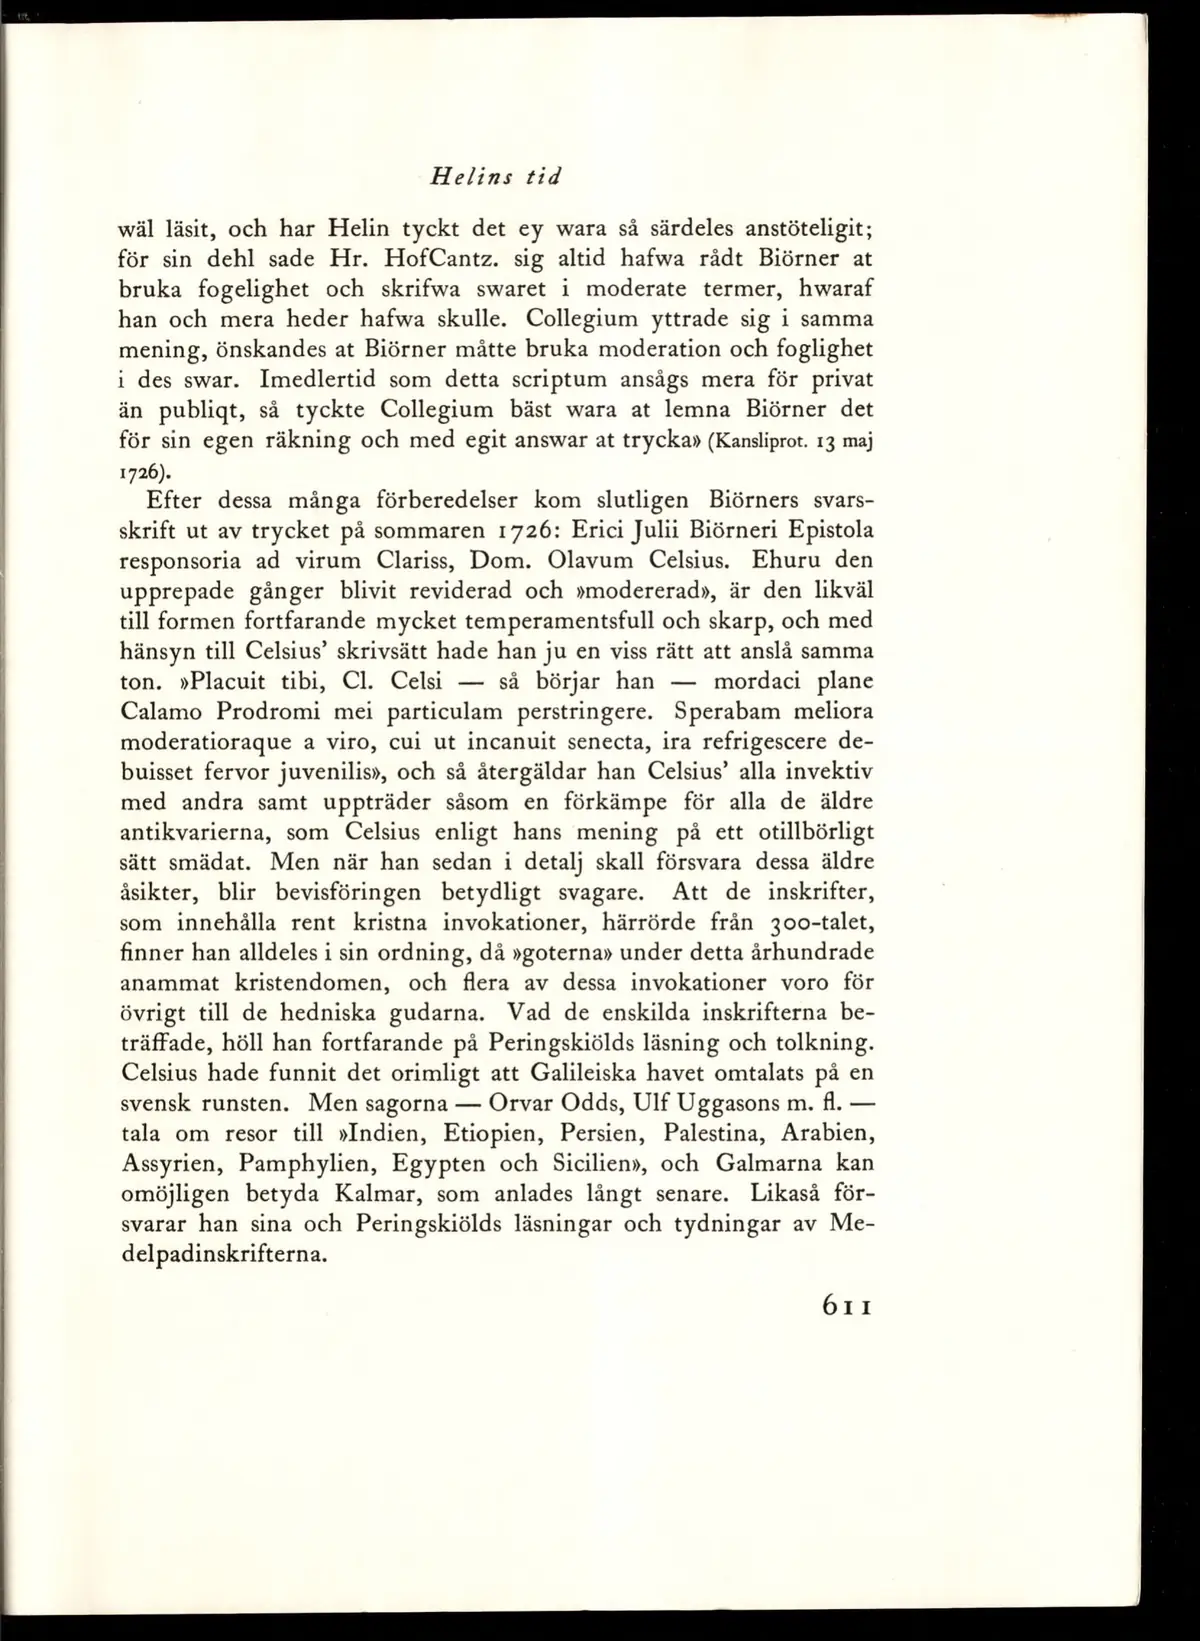 Helins tid
wäl läsit, och har Helin tyckt det ey wara så särdeles anstöteligit;
för sin dehl sade Hr. HofCantz. sig altid hafwa rådt Biörner at
bruka fogelighet och skrifwa swaret i moderate termer, hwaraf
han och mera heder hafwa skulle. Collegium yttrade sig i samma
mening, önskandes at Biörner måtte bruka moderation och foglighet
i des swar. Imedlertid som detta scriptum ansågs mera för privat
än publiqt, så tyckte Collegium bäst wara at lemna Biörner det
för sin egen räkning och med egit answar at trycka» (Kansliprot. 13 maj
1726).
Efter dessa många förberedelser kom slutligen Biörners svars-
skrift ut av trycket på sommaren 1726: Erici Julii Biörneri Epistola
responsoria ad virum Clariss, Dom. Olavum Celsius. Ehuru den
upprepade gånger blivit reviderad och »modererad», är den likväl
till formen fortfarande mycket temperamentsfull och skarp, och med
hänsyn till Celsius’ skrivsätt hade han ju en viss rätt att anslå samma
ton. »Placuit tibi, Cl. Celsi — så börjar han — mordaci plane
Calamo Prodromi mei particulam perstringere. Sperabam meliora
moderatioraque a viro, cui ut incanuit senecta, ira refrigescere de-
buisset fervor juvenilis», och så återgäldar han Celsius’ alla invektiv
med andra samt uppträder såsom en förkämpe för alla de äldre
antikvarierna, som Celsius enligt hans mening på ett otillbörligt
sätt smädat. Men när han sedan i detalj skall försvara dessa äldre
åsikter, blir bevisföringen betydligt svagare. Att de inskrifter,
som innehålla rent kristna invokationer, härrörde från 300-talet,
finner han alldeles i sin ordning, då »goterna» under detta århundrade
anammat kristendomen, och flera av dessa invokationer voro för
övrigt till de hedniska gudarna. Vad de enskilda inskrifterna be-
träffade, höll han fortfarande på Peringskiölds läsning och tolkning.
Celsius hade funnit det orimligt att Galileiska havet omtalats på en
svensk runsten. Men sagorna — Orvar Odds, Ulf Uggasons m. fl. —
tala om resor till »Indien, Etiopien, Persien, Palestina, Arabien,
Assyrien, Pamphylien, Egypten och Sicilien», och Galmarna kan
omöjligen betyda Kalmar, som anlades långt senare. Likaså för-
svarar han sina och Peringskiölds läsningar och tydningar av Me-
delpadinskrifterna.
611